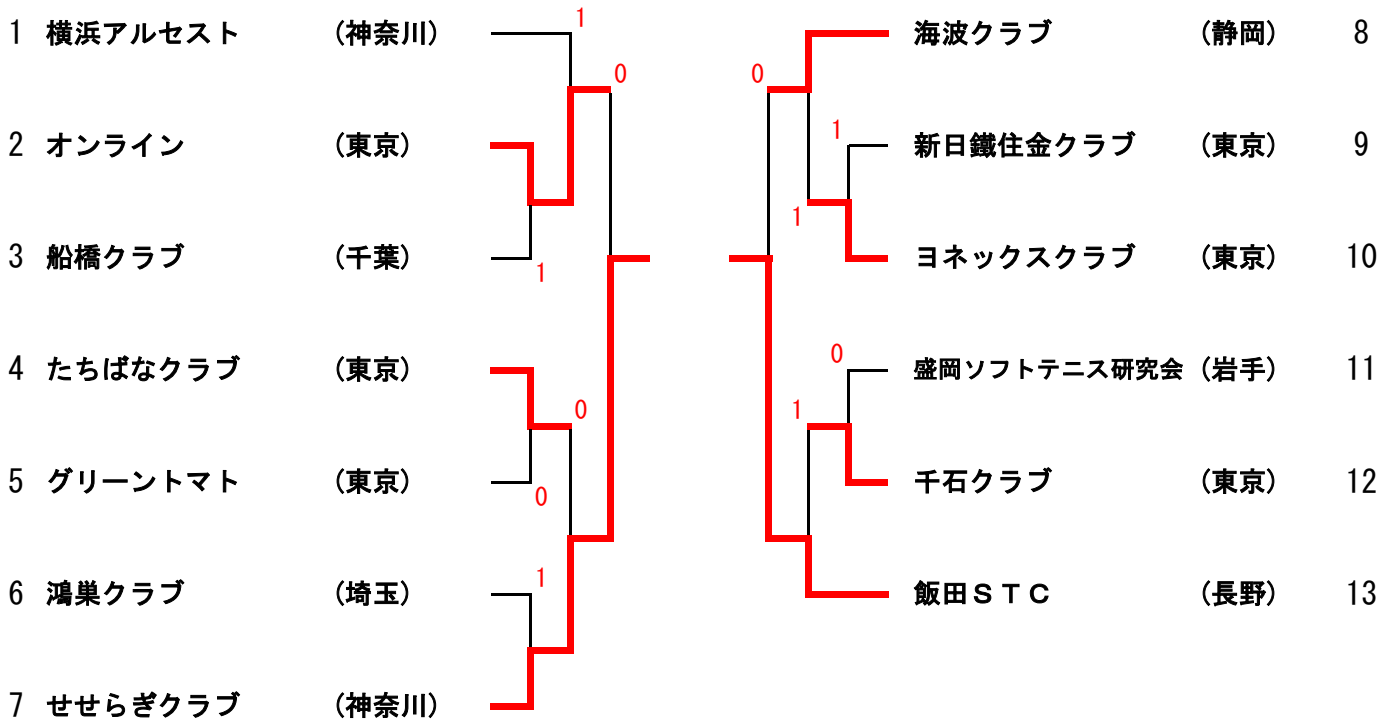 1
1 横浜アルセスト (神奈川) 海波クラブ (静岡) 8
0 0
1
2 オンライン (東京) 新日鐵住金クラブ (東京) 9
1
3 船橋クラブ (千葉) ヨネックスクラブ (東京) 10
1
0
4 たちばなクラブ (東京) 盛岡ソフトテニス研究会 (岩手) 11
0 1
5 グリーントマト (東京) 千石クラブ (東京) 12
0
1
6 鴻巣クラブ (埼玉) 飯田STC (長野) 13
7 せせらぎクラブ (神奈川)